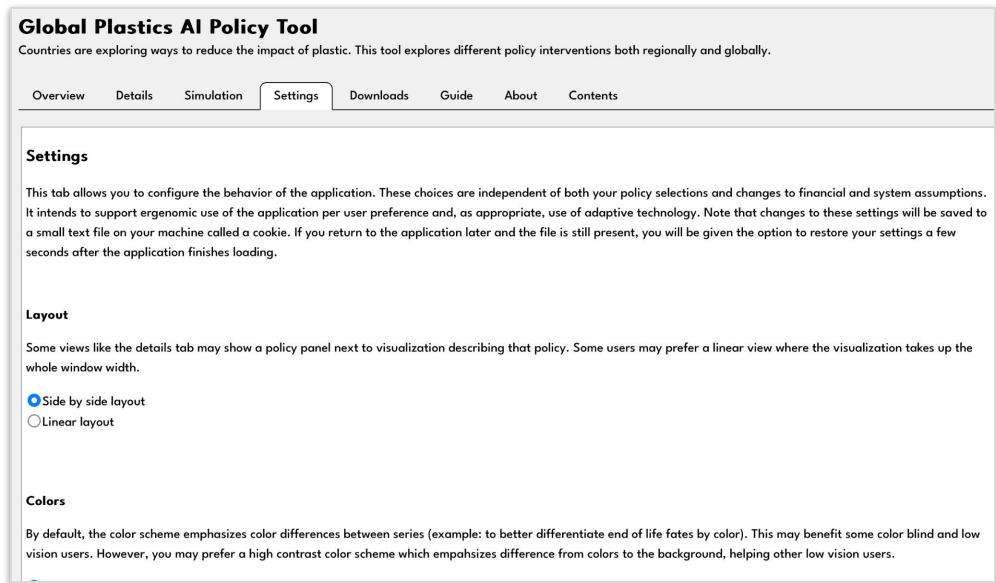 Global Plastics AI Policy Tool
Countries are exploring ways to reduce the impact of plastic. This tool explores different policy interventions both regionally and globally.
Overview Details Simulation Settings Downloads Guide About Contents
Settings
This tab allows you to configure the behavior of the application. These choices are independent of both your policy selections and changes to financial and system assumptions.
It intends to support ergonomic use of the application per user preference and, as appropriate, use of adaptive technology. Note that changes to these settings will be saved to
a small text file on your machine called a cookie. If you return to the application later and the file is still present, you will be given the option to restore your settings a few
seconds after the application finishes loading.
Layout
Some views like the details tab may show a policy panel next to visualization describing that policy. Some users may prefer a linear view where the visualization takes up the
whole window width.
Side by side layout
Linear layout
Colors
By default, the color scheme emphasizes color differences between series (example: to better differentiate end of life fates by color). This may benefit some color blind and low
vision users. However, you may prefer a high contrast color scheme which empahsizes difference from colors to the background, helping other low vision users.